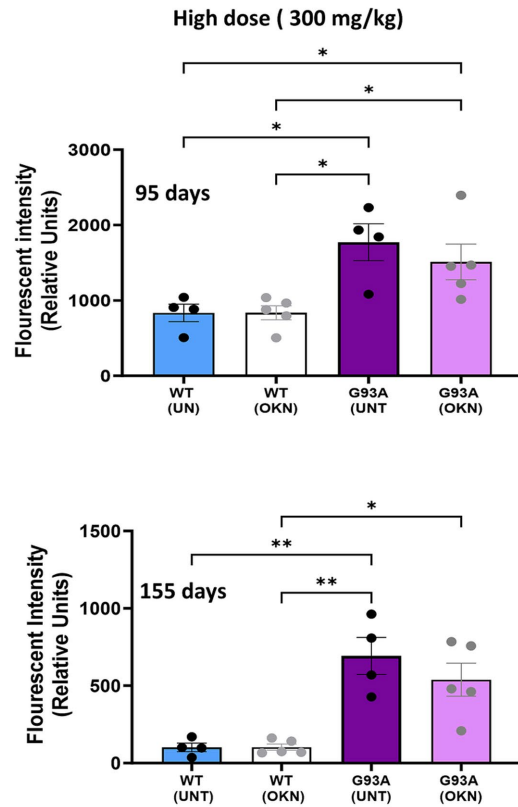 High dose ( 300 mg/kg)
*
*
*
*
3000
2000
1000
0
Flourescent intensity
(Relative Units)
95 days
WT
(UN)
WT
(OKN)
G93A
(UNT
G93A
(OKN)
*
**
**
1500
1000
500
0
Flourescent Intensity
(Relative Units)
155 days
WT
(UNT)
WT
(OKN)
G93A
(UNT)
G93A
(OKN)